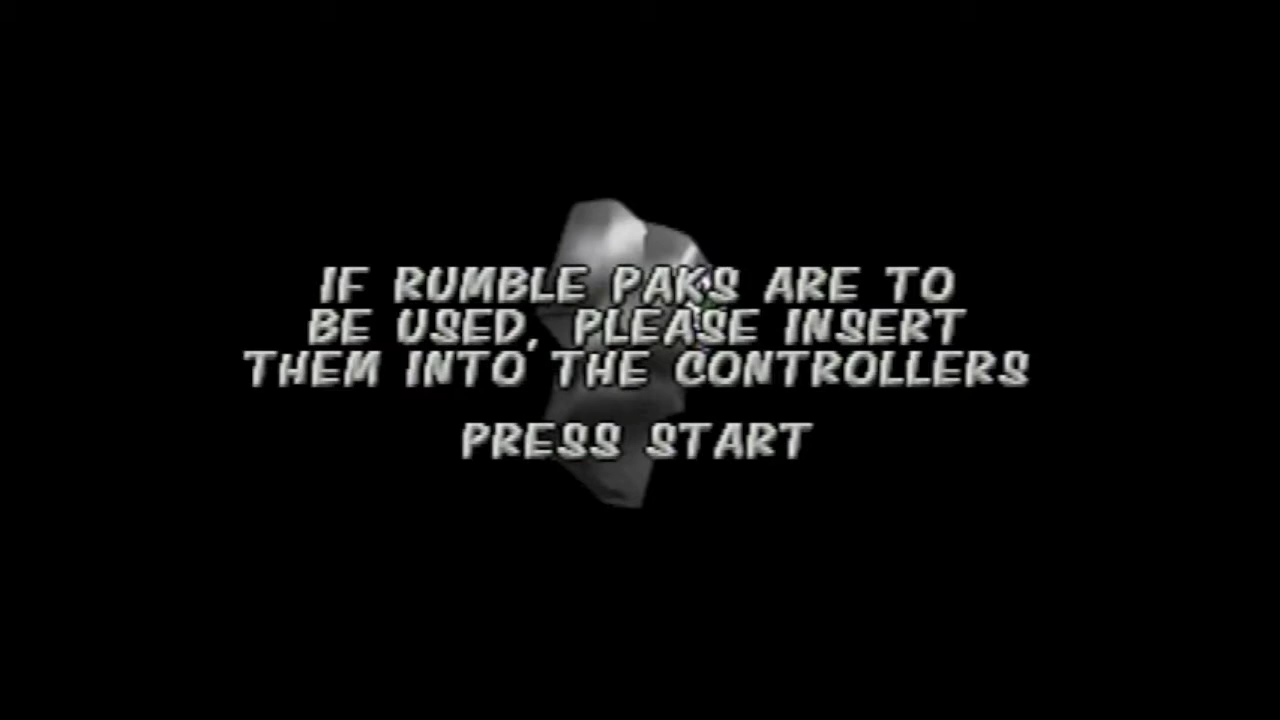 IF RUMBLE PAKS ARE TO
BE USED, PLEASE INSERT
THEM INTO THE CONTROLLERS
PRESS START